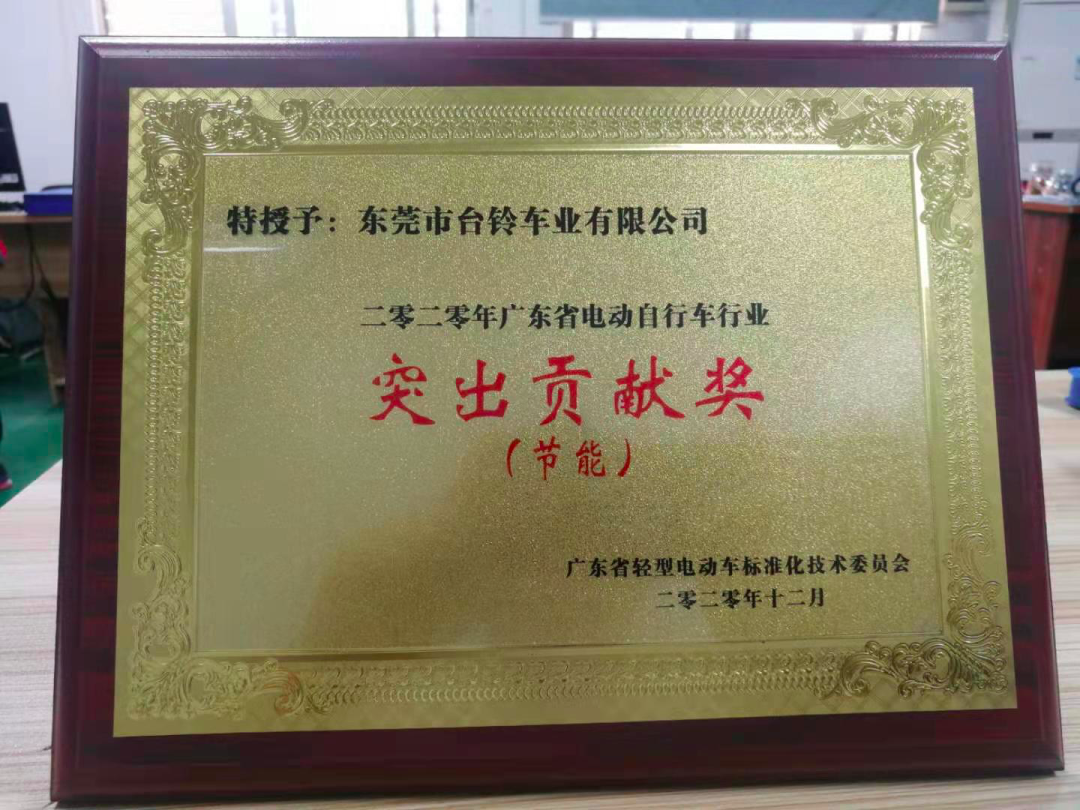 特授予：东莞市台铃车业有限公司
二零二零年广东省电动自行车行业
突出贡献奖
（节能）
广东省轻型电动车标准化技术委员会
二零二零年十二月